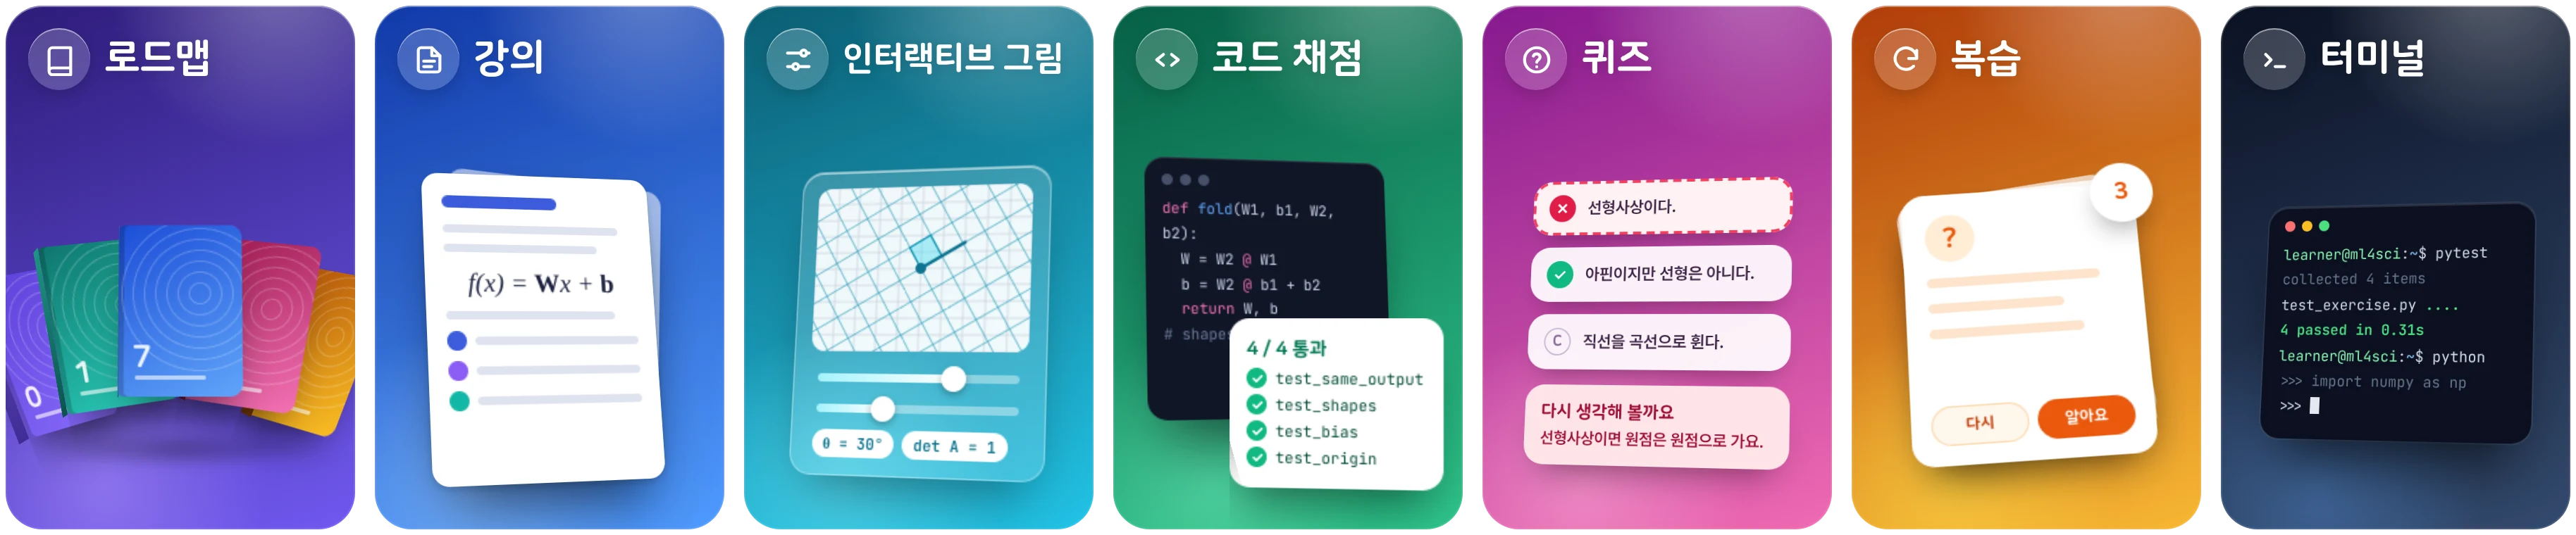 로드맵
0
1
7
강의
f(x) = Wx + b
인터랙티브 그림
θ = 30°
det A = 1
코드 채점
def fold(W1, b1, W2,
b2):
W = W2 @ W1
b = W2 @ b1 + b2
return W, b
# shapes
4 / 4 통과
test_same_output
test_shapes
test_bias
test_origin
퀴즈
선형사상이다.
아핀이지만 선형은 아니다.
C
직선을 곡선으로 휜다.
다시 생각해 볼까요
선형사상이면 원점은 원점으로 가요.
복습
3
?
다시
알아요
터미널
learner@ml4sci:~$ pytest
collected 4 items
test_exercise.py ....
4 passed in 0.31s
learner@ml4sci:~$ python
>>> import numpy as np
>>>